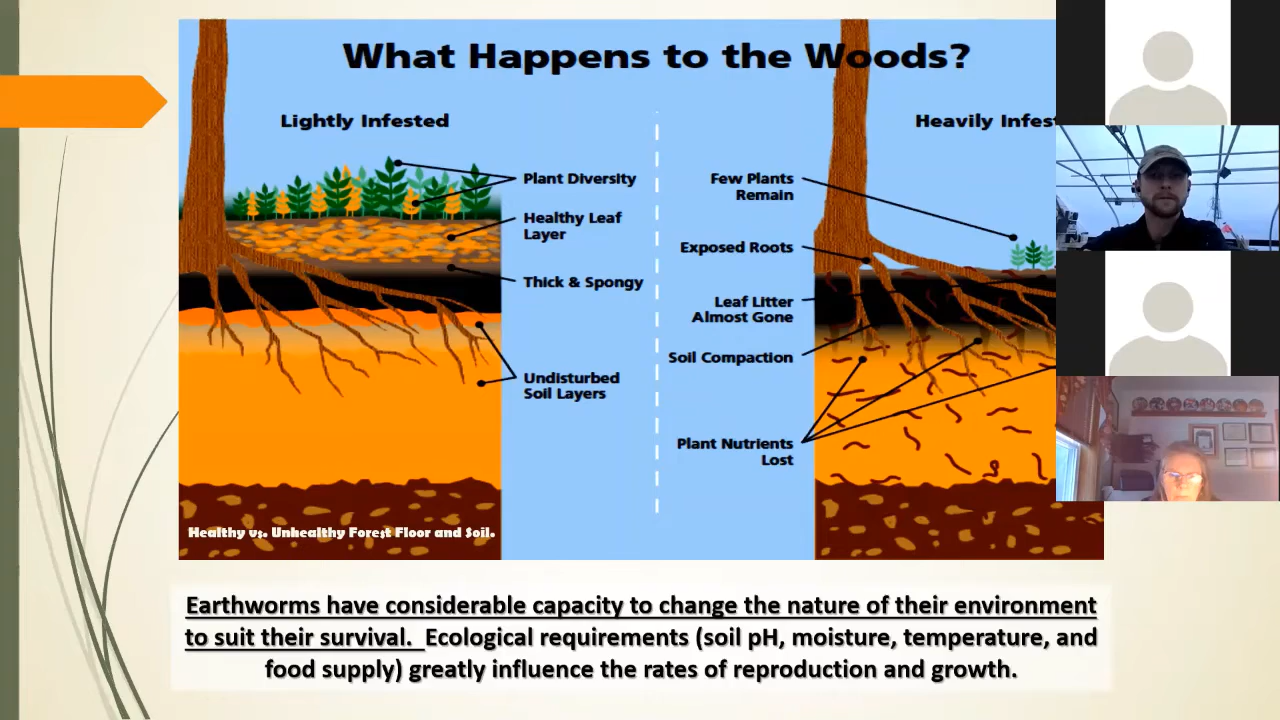 What Happens to the Woods?
Lightly Infested
Plant Diversity
Healthy Leaf
Layer
Thick & Spongy
Undisturbed
Soil Layers
Healthy vs. Unhealthy Forest Floor and Soil.
Heavily Infest
Few Plants
Remain
Exposed Roots
Leaf Litter
Almost Gone
Soil Compaction
Plant Nutrients
Lost
Earthworms have considerable capacity to change the nature of their environment
to suit their survival. Ecological requirements (soil pH, moisture, temperature, and
food supply) greatly influence the rates of reproduction and growth.